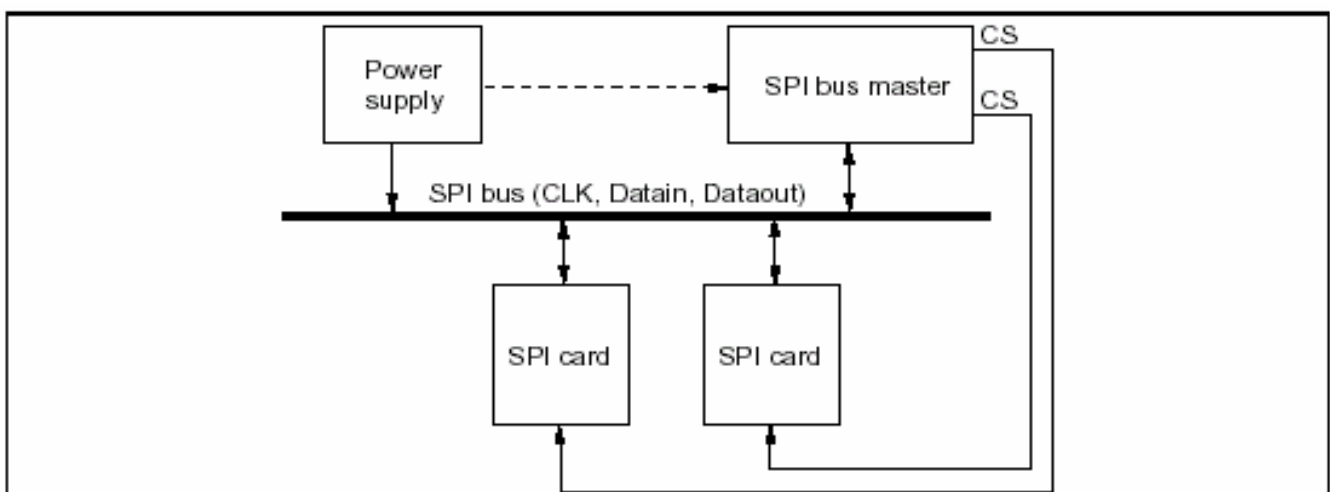 Power
supply
SPI bus master
CS
CS
SPI bus (CLK, Datain, Dataout)
SPI card
SPI card